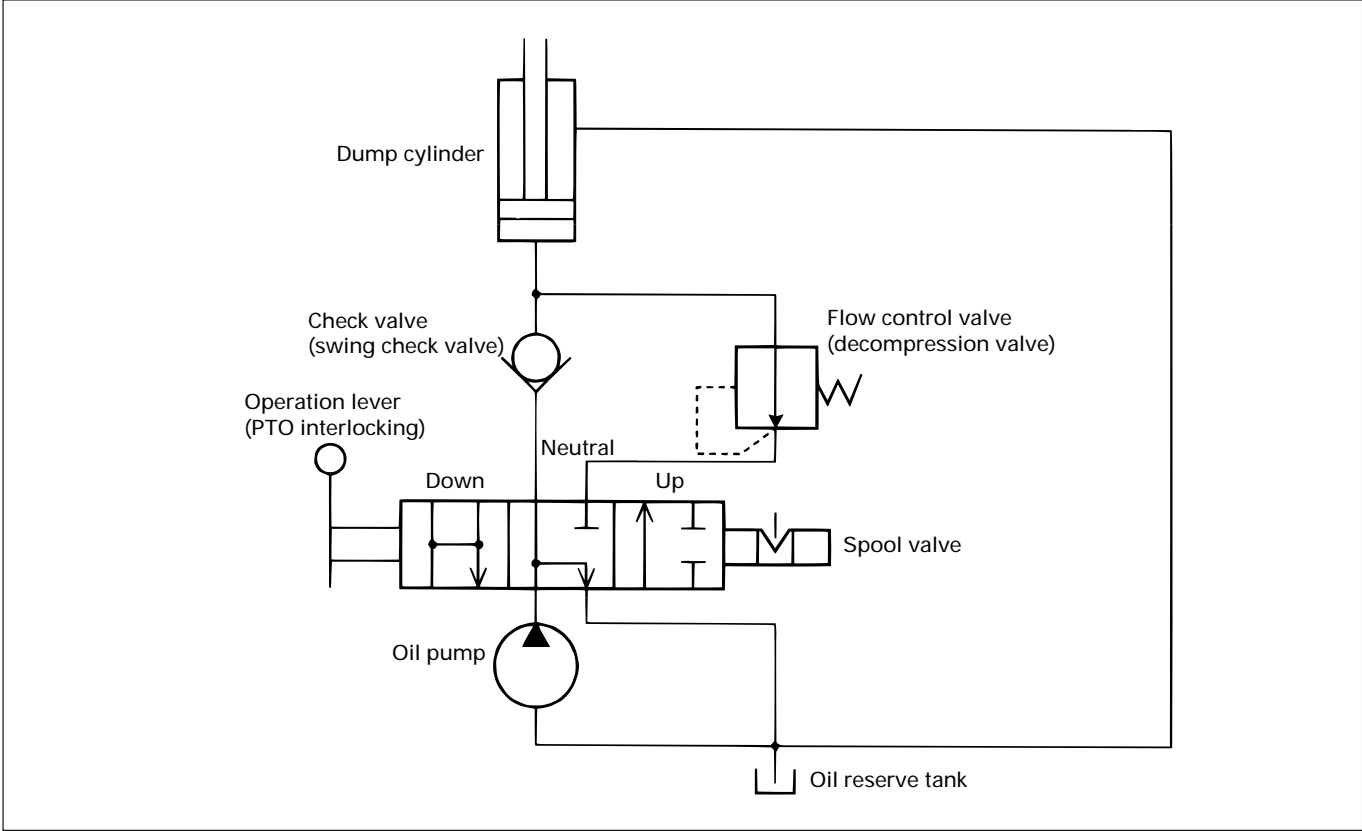 Dump cylinder
Check valve
(swing check valve)
Flow control valve
(decompression valve)
Operation lever
(PTO interlocking)
Neutral
Down
Up
Spool valve
Oil pump
Oil reserve tank